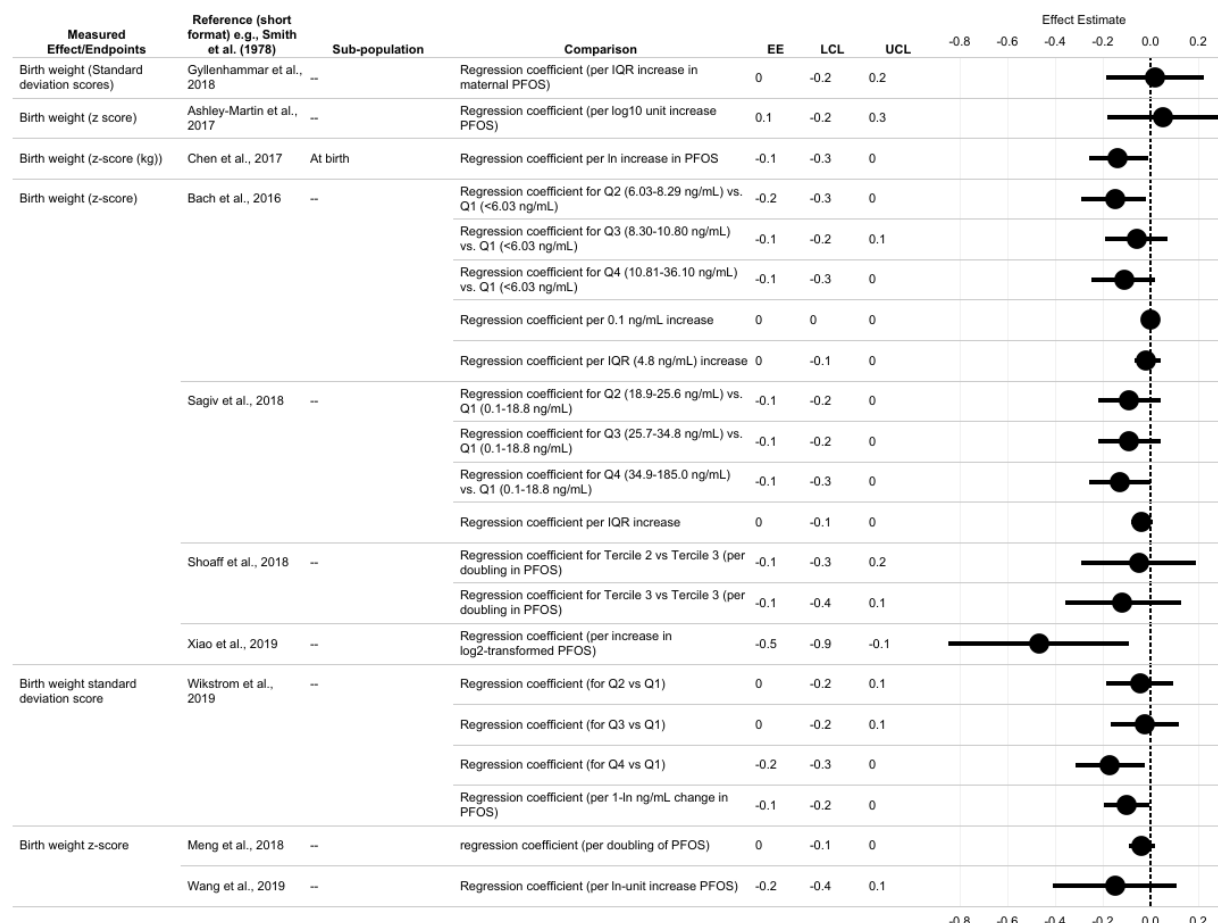 Effect Estimate
Measured
Effect/Endpoints
Reference (short
format) e.g., Smith
et al. (1978)
Sub-population
Comparison
EE
LCL
UCL
-0.8 -0.6 -0.4 -0.2 0.0 0.2
Birth weight (Standard
deviation scores)
Gyllenhammar et al.,
2018
--
Regression coefficient (per IQR increase in
maternal PFOS)
0 -0.2 0.2
Birth weight (z score)
Ashley-Martin et al.,
2017
--
Regression coefficient (per log10 unit increase
PFOS)
0.1 -0.2 0.3
Birth weight (z-score (kg))
Chen et al., 2017
At birth
Regression coefficient per ln increase in PFOS
-0.1 -0.3 0
Birth weight (z-score)
Bach et al., 2016
--
Regression coefficient for Q2 (6.03-8.29 ng/mL) vs.
Q1 (<6.03 ng/mL)
-0.2 -0.3 0
Regression coefficient for Q3 (8.30-10.80 ng/mL)
vs. Q1 (<6.03 ng/mL)
-0.1 -0.2 0.1
Regression coefficient for Q4 (10.81-36.10 ng/mL)
vs. Q1 (<6.03 ng/mL)
-0.1 -0.3 0
Regression coefficient per 0.1 ng/mL increase
0 0 0
Regression coefficient per IQR (4.8 ng/mL) increase
0 -0.1 0
Sagiv et al., 2018
--
Regression coefficient for Q2 (18.9-25.6 ng/mL) vs.
Q1 (0.1-18.8 ng/mL)
-0.1 -0.2 0
Regression coefficient for Q3 (25.7-34.8 ng/mL) vs.
Q1 (0.1-18.8 ng/mL)
-0.1 -0.2 0
Regression coefficient for Q4 (34.9-185.0 ng/mL)
vs. Q1 (0.1-18.8 ng/mL)
-0.1 -0.3 0
Regression coefficient per IQR increase
0 -0.1 0
Shoaff et al., 2018
--
Regression coefficient for Tercile 2 vs Tercile 3 (per
doubling in PFOS)
-0.1 -0.3 0.2
Regression coefficient for Tercile 3 vs Tercile 3 (per
doubling in PFOS)
-0.1 -0.4 0.1
Xiao et al., 2019
--
Regression coefficient (per increase in
log2-transformed PFOS)
-0.5 -0.9 -0.1
Birth weight standard
deviation score
Wikstrom et al.,
2019
--
Regression coefficient (for Q2 vs Q1)
0 -0.2 0.1
Regression coefficient (for Q3 vs Q1)
0 -0.2 0.1
Regression coefficient (for Q4 vs Q1)
-0.2 -0.3 0
Regression coefficient (per 1-ln ng/mL change in
PFOS)
-0.1 -0.2 0
Birth weight z-score
Meng et al., 2018
--
regression coefficient (per doubling of PFOS)
0 -0.1 0
Wang et al., 2019
--
Regression coefficient (per ln-unit increase PFOS)
-0.2 -0.4 0.1
-0.8 -0.6 -0.4 -0.2 0.0 0.2